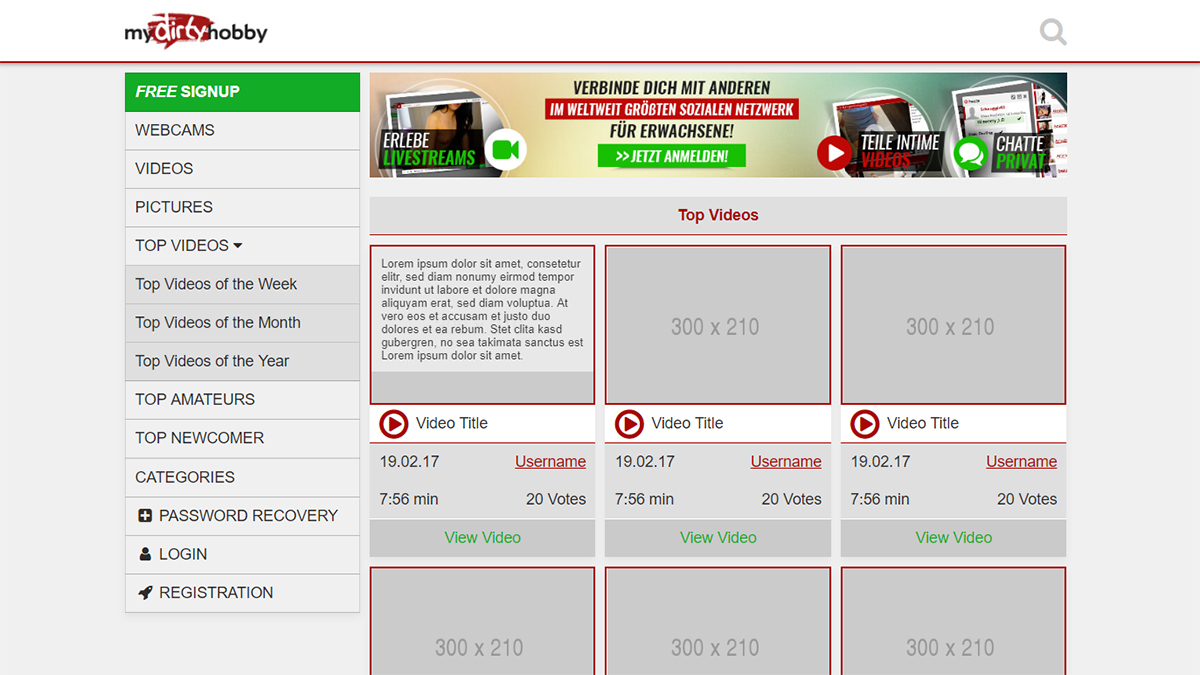 mydirtyhobby
FREE SIGNUP
WEBCAMS
VIDEOS
PICTURES
TOP VIDEOS
Top Videos of the Week
Top Videos of the Month
Top Videos of the Year
TOP AMATEURS
TOP NEWCOMER
CATEGORIES
PASSWORD RECOVERY
LOGIN
REGISTRATION
ERLEBE
LIVESTREAMS
VERBINDE DICH MIT ANDEREN
IM WELTWEIT GRÖSTEN SOZIALEN NETZWERK
FÜR ERWACHSENE!
>> JETZT ANMELDEN!
TEILE INTIME
VIDEOS
CHATTE
PRIVAT
Top Videos
Lorem ipsum dolor sit amet, consetetur
elitr, sed diam nonumy eirmod tempor
invidunt ut labore et dolore magna
aliquyam erat, sed diam voluptua. At
vero eos et accusam et justo duo
dolores et ea rebum. Stet clita kasd
gubergren, no sea takimata sanctus est
Lorem ipsum dolor sit amet.
300 x 210
300 x 210
Video Title
Video Title
Video Title
19.02.17 Username
19.02.17 Username
19.02.17 Username
7:56 min 20 Votes
7:56 min 20 Votes
7:56 min 20 Votes
View Video
View Video
View Video
300 x 210
300 x 210
300 x 210